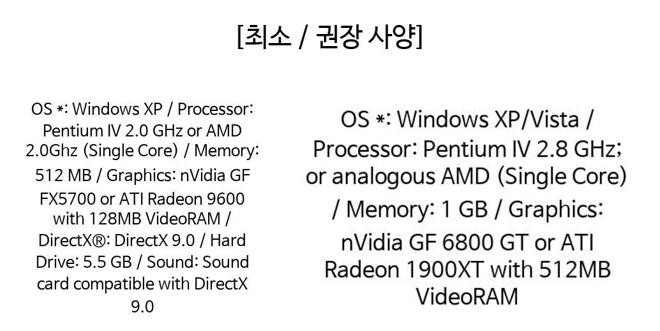 [최소 / 권장 사양]
OS *: Windows XP / Processor:
Pentium IV 2.0 GHz or AMD
2.0Ghz (Single Core) / Memory:
512 MB / Graphics: nVidia GF
FX5700 or ATI Radeon 9600
with 128MB VideoRAM /
DirectX®: DirectX 9.0 / Hard
Drive: 5.5 GB / Sound: Sound
card compatible with DirectX
9.0
OS *: Windows XP/Vista /
Processor: Pentium IV 2.8 GHz;
or analogous AMD (Single Core)
/ Memory: 1 GB / Graphics:
nVidia GF 6800 GT or ATI
Radeon 1900XT with 512MB
VideoRAM